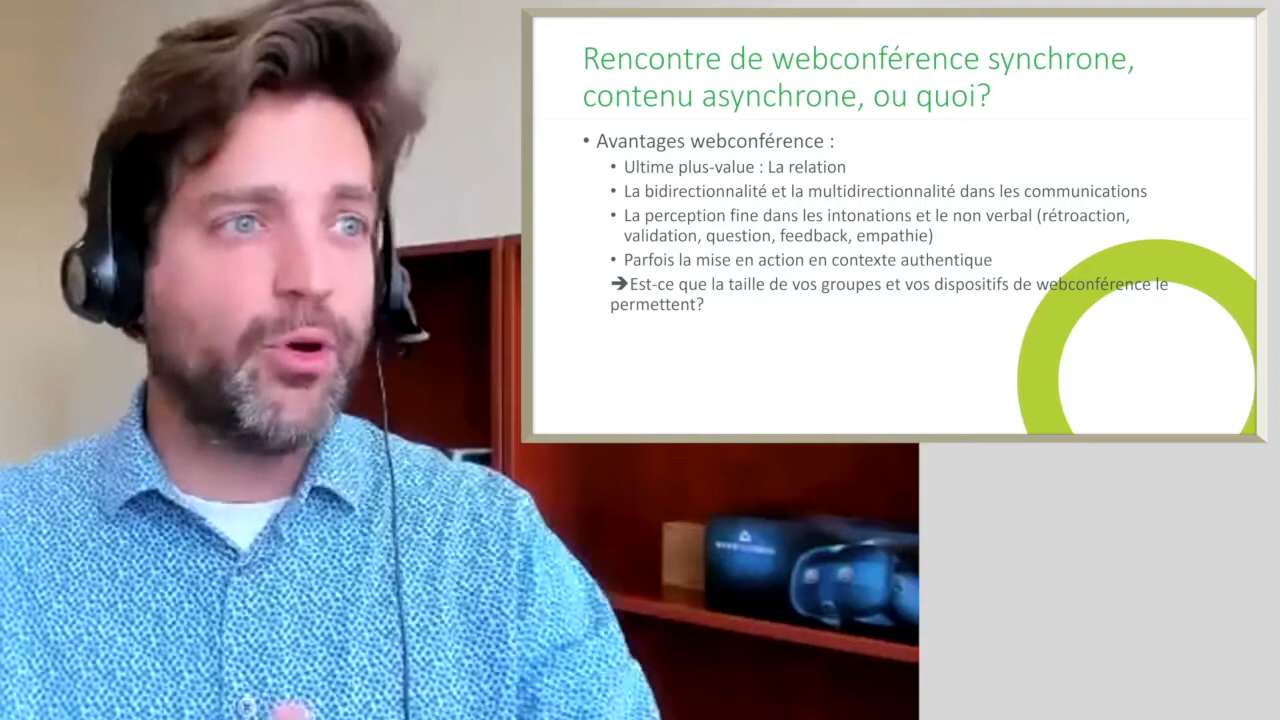 Rencontre de webconférence synchrone,
contenu asynchrone, ou quoi?
• Avantages webconférence :
• Ultime plus-value : La relation
• La bidirectionnalité et la multidirectionnalité dans les communications
• La perception fine dans les intonations et le non verbal (rétroaction,
validation, question, feedback, empathie)
• Parfois la mise en action en contexte authentique
➔Est-ce que la taille de vos groupes et vos dispositifs de webconférence le
permettent?